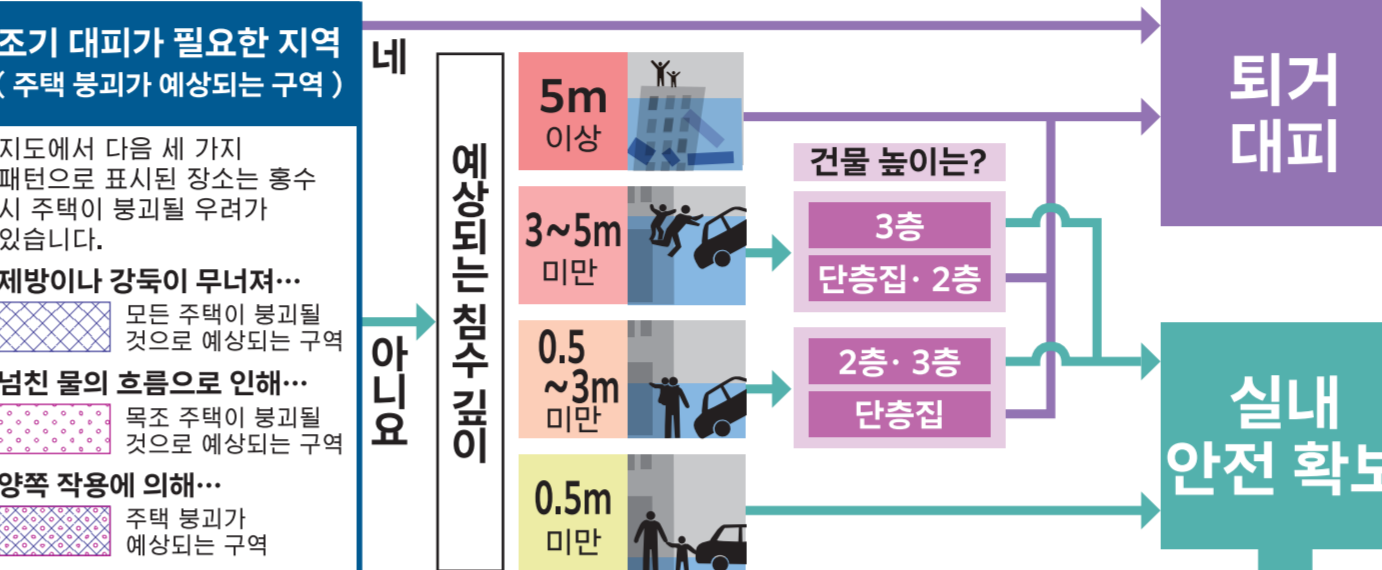 조기 대피가 필요한 지역
( 주택 붕괴가 예상되는 구역 )
지도에서 다음 세 가지
패턴으로 표시된 장소는 홍수
시 주택이 붕괴될 우려가
있습니다.
제방이나 강둑이 무너져…
모든 주택이 붕괴될
것으로 예상되는 구역
넘친 물의 흐름으로 인해…
목조 주택이 붕괴될
것으로 예상되는 구역
양쪽 작용에 의해…
주택 붕괴가
예상되는 구역
네
아니요
예상되는 침수 깊이
5m
이상
3~5m
미만
0.5
~3m
미만
0.5m
미만
건물 높이는?
3층
단층집· 2층
2층· 3층
단층집
퇴거
대피
실내
안전 확보